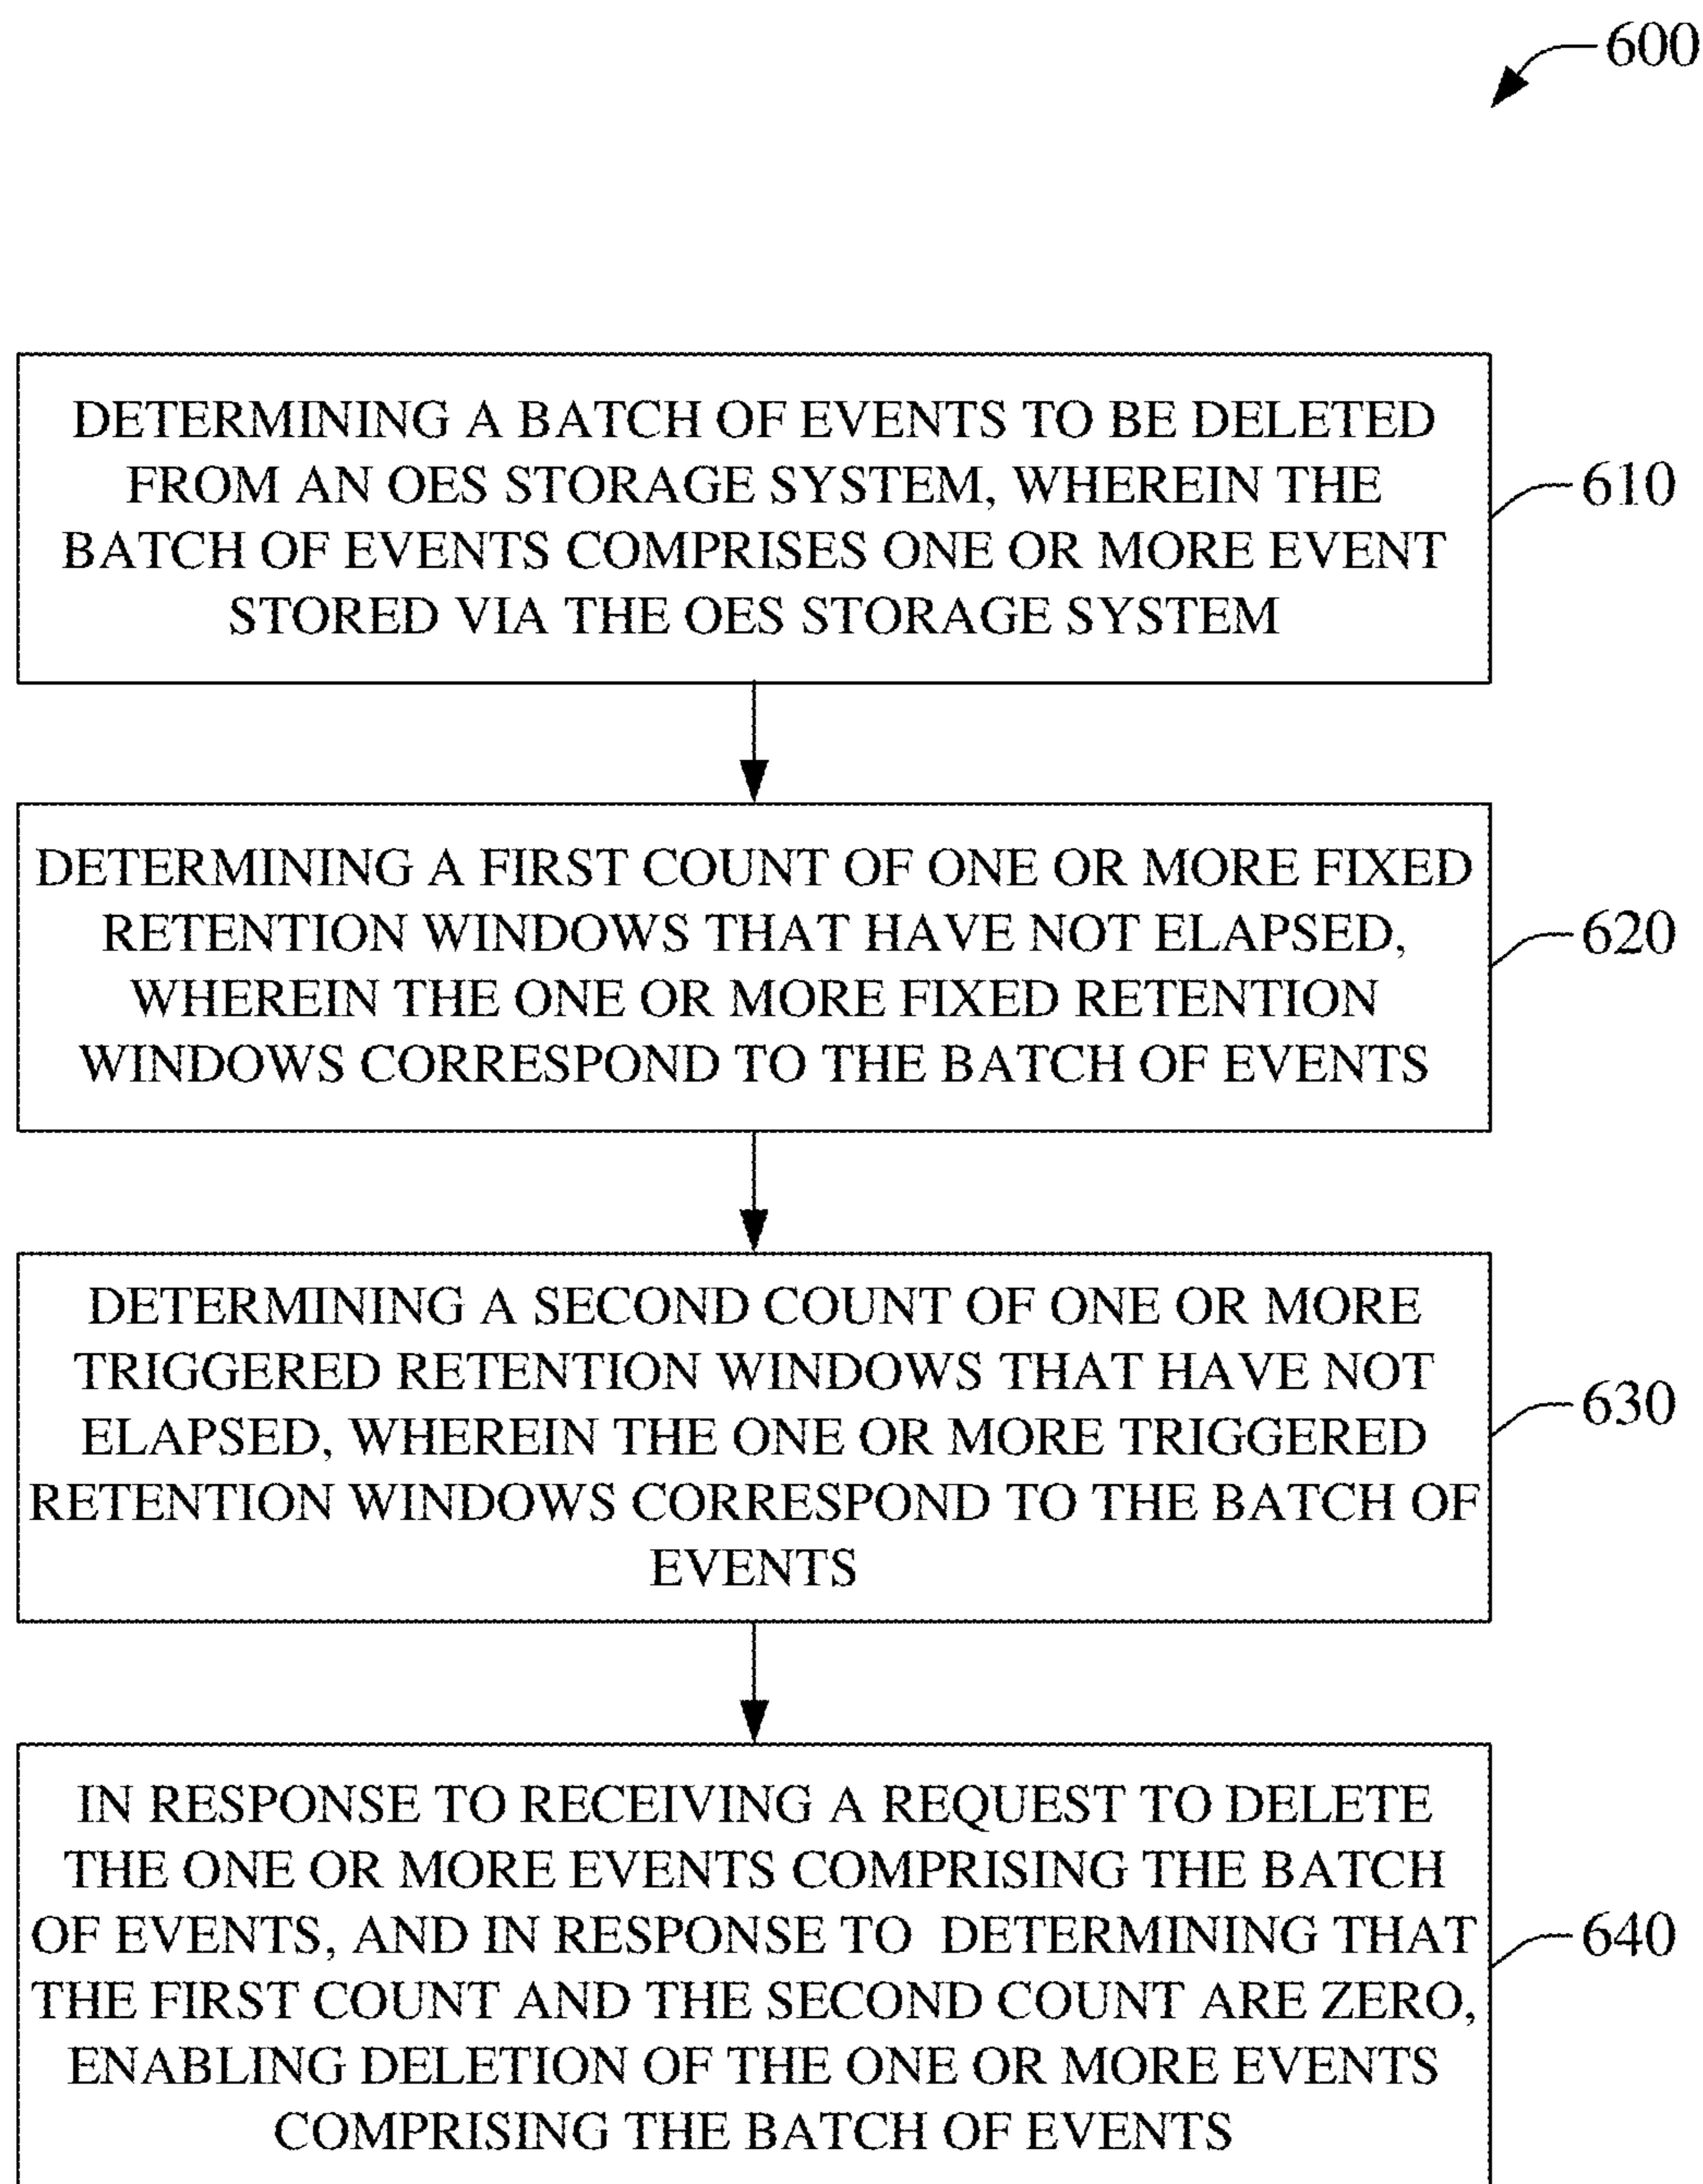 600
DETERMINING A BATCH OF EVENTS TO BE DELETED
FROM AN OES STORAGE SYSTEM, WHEREIN THE
BATCH OF EVENTS COMPRISES ONE OR MORE EVENT
STORED VIA THE OES STORAGE SYSTEM
610
DETERMINING A FIRST COUNT OF ONE OR MORE FIXED
RETENTION WINDOWS THAT HAVE NOT ELAPSED,
WHEREIN THE ONE OR MORE FIXED RETENTION
WINDOWS CORRESPOND TO THE BATCH OF EVENTS
620
DETERMINING A SECOND COUNT OF ONE OR MORE
TRIGGERED RETENTION WINDOWS THAT HAVE NOT
ELAPSED, WHEREIN THE ONE OR MORE TRIGGERED
RETENTION WINDOWS CORRESPOND TO THE BATCH OF
EVENTS
630
IN RESPONSE TO RECEIVING A REQUEST TO DELETE
THE ONE OR MORE EVENTS COMPRISING THE BATCH
OF EVENTS, AND IN RESPONSE TO DETERMINING THAT
THE FIRST COUNT AND THE SECOND COUNT ARE ZERO,
ENABLING DELETION OF THE ONE OR MORE EVENTS
COMPRISING THE BATCH OF EVENTS
640